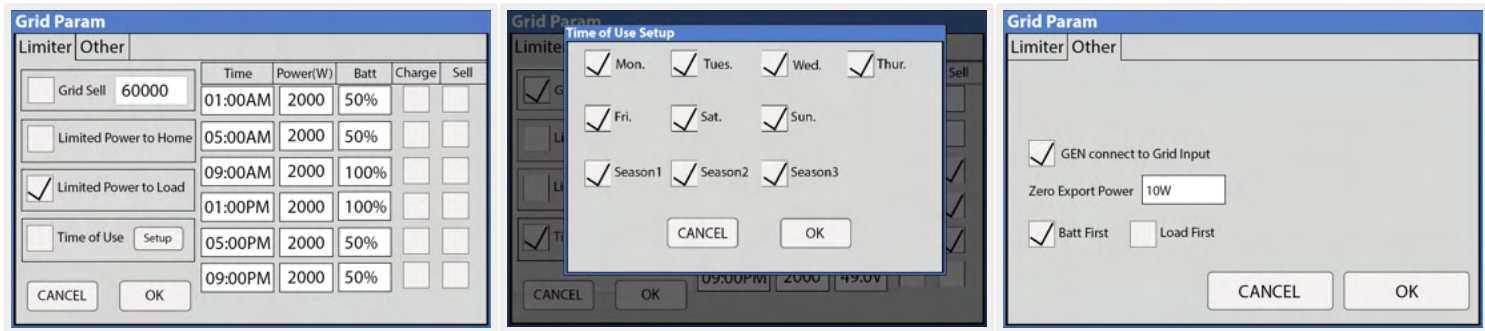 Grid Param
Limiter Other
Grid Sell 60000
Limited Power to Home
Limited Power to Load
Time of Use Setup
CANCEL OK
Time Power(W) Batt Charge Sell
01:00AM 2000 50%
05:00AM 2000 50%
09:00AM 2000 100%
01:00PM 2000 100%
05:00PM 2000 50%
09:00PM 2000 50%
Grid Param
Limite
Time of Use Setup
Mon. Tues. Wed. Thur.
Fri. Sat. Sun.
Season1 Season2 Season3
CANCEL OK
Sell
G
Li
Li
Ti
09:00PM 2000 49.0V
CANCEL OK
Grid Param
Limiter Other
GEN connect to Grid Input
Zero Export Power 10W
Batt First Load First
CANCEL OK